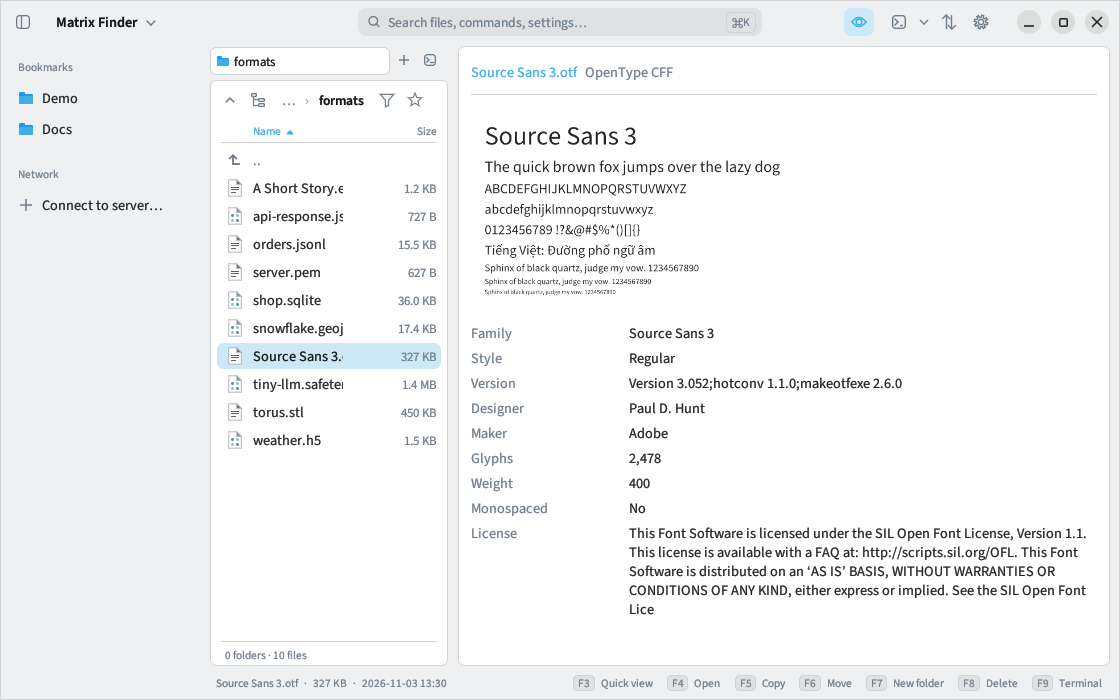 Matrix Finder
Search files, commands, settings… ⌘K
Bookmarks
Demo
Docs
Network
Connect to server…
formats
… › formats
Name Size
..
A Short Story.e 1.2 KB
api-response.js 727 B
orders.jsonl 15.5 KB
server.pem 627 B
shop.sqlite 36.0 KB
snowflake.geoj 17.4 KB
Source Sans 3. 327 KB
tiny-llm.safeter 1.4 MB
torus.stl 450 KB
weather.h5 1.5 KB
0 folders · 10 files
Source Sans 3.otf OpenType CFF
Source Sans 3
The quick brown fox jumps over the lazy dog
ABCDEFGHIJKLMNOPQRSTUVWXYZ
abcdefghijklmnopqrstuvwxyz
0123456789 !?&@#$%*()[]{}
Tiếng Việt: Đường phố ngữ âm
Sphinx of black quartz, judge my vow. 1234567890
Sphinx of black quartz, judge my vow. 1234567890
Sphinx of black quartz, judge my vow. 1234567890
Family Source Sans 3
Style Regular
Version Version 3.052;hotconv 1.1.0;makeotfexe 2.6.0
Designer Paul D. Hunt
Maker Adobe
Glyphs 2,478
Weight 400
Monospaced No
License This Font Software is licensed under the SIL Open Font License, Version 1.1.
This license is available with a FAQ at: http://scripts.sil.org/OFL. This Font
Software is distributed on an ‘AS IS’ BASIS, WITHOUT WARRANTIES OR
CONDITIONS OF ANY KIND, either express or implied. See the SIL Open Font
Lice
Source Sans 3.otf · 327 KB · 2026-11-03 13:30
F3 Quick view F4 Open F5 Copy F6 Move F7 New folder F8 Delete F9 Terminal